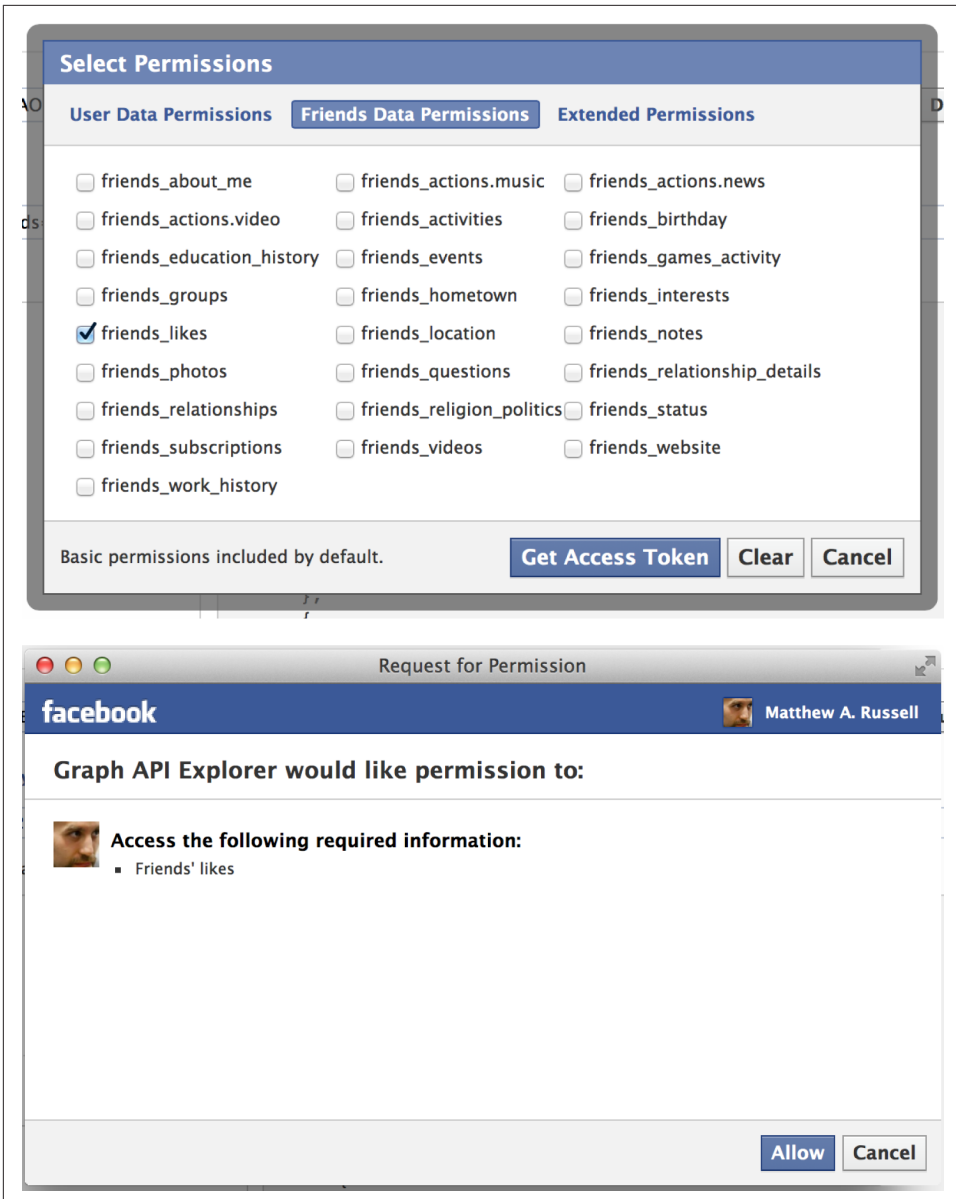 Select Permissions
User Data Permissions Friends Data Permissions Extended Permissions
friends_about_me friends_actions.music friends_actions.news
friends_actions.video friends_activities friends_birthday
friends_education_history friends_events friends_games_activity
friends_groups friends_hometown friends_interests
friends_likes friends_location friends_notes
friends_photos friends_questions friends_relationship_details
friends_relationships friends_religion_politics friends_status
friends_subscriptions friends_videos friends_website
friends_work_history
Basic permissions included by default. Get Access Token Clear Cancel
Request for Permission
facebook Matthew A. Russell
Graph API Explorer would like permission to:
Access the following required information:
▪ Friends' likes
Allow Cancel